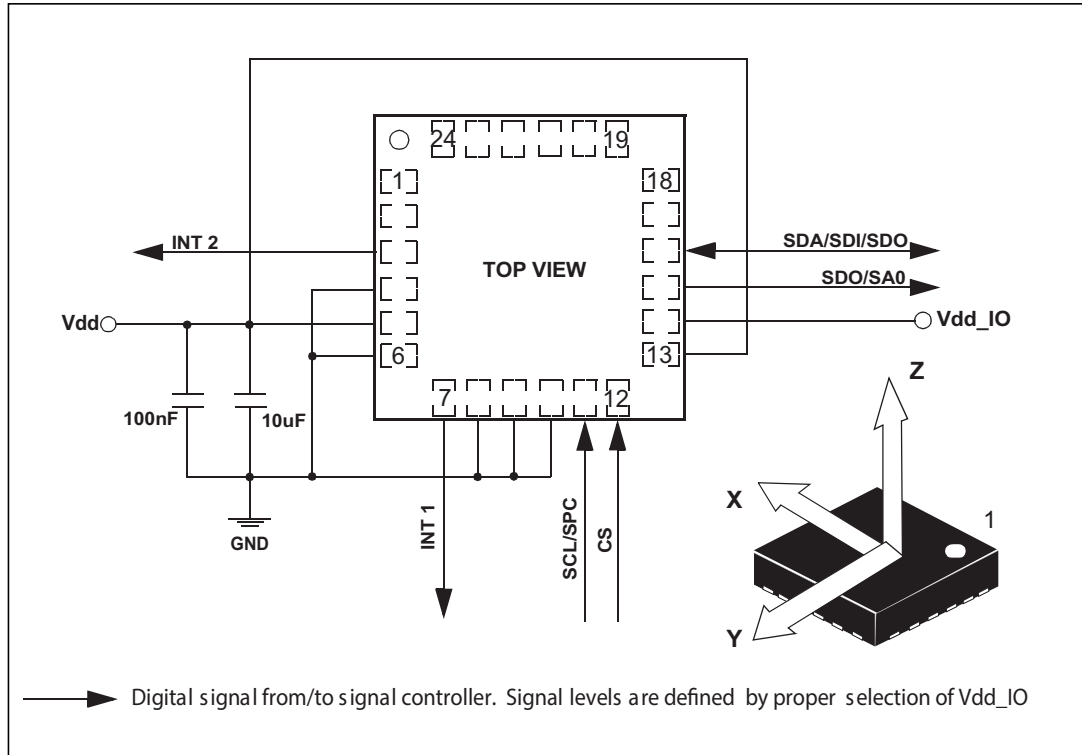 24
19
1
18
INT 2
TOP VIEW
SDA/SDI/SDO
SDO/SA0
Vdd
Vdd_IO
6
13
7
12
100nF
10uF
GND
INT 1
SCL/SPC
CS
Z
X
1
Y
Digital signal from/to signal controller. Signal levels are defined by proper selection of Vdd_IO